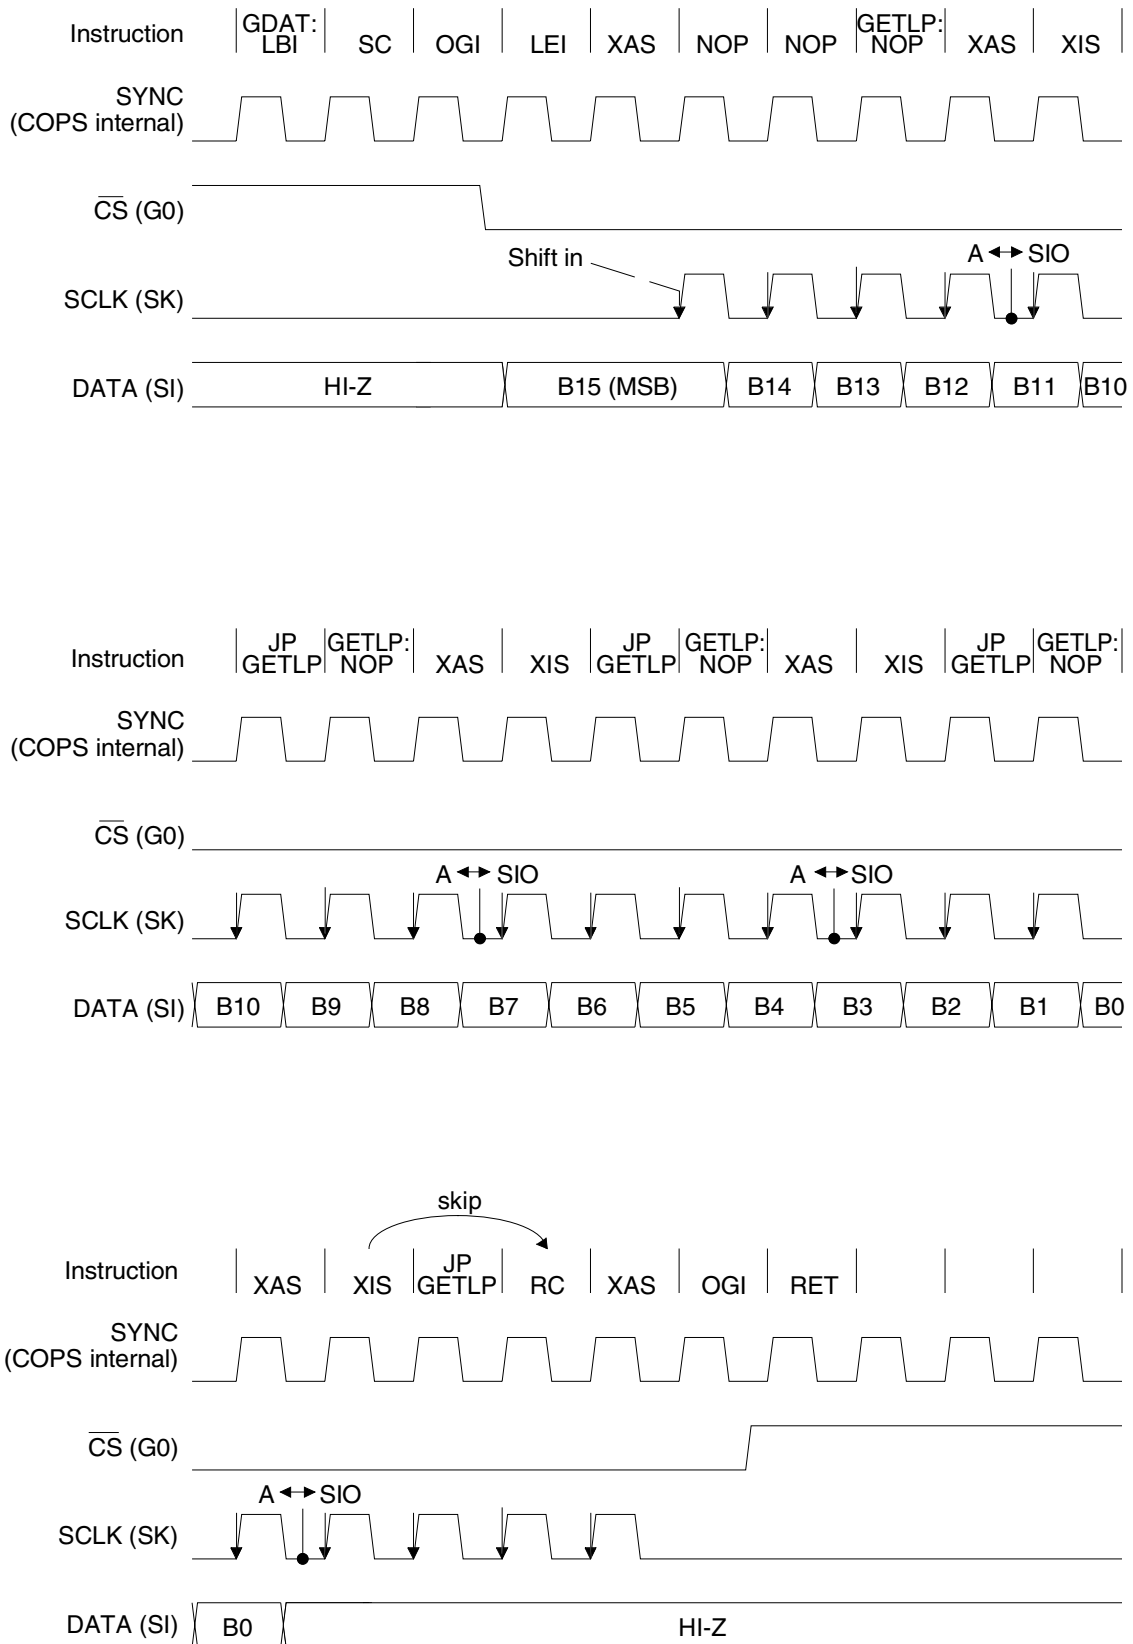 Instruction GDAT: LBI SC OGI LEI XAS NOP NOP GETLP: NOP XAS XIS
SYNC
(COPS internal)
CS (G0)
Shift in
A SIO
SCLK (SK)
DATA (SI) HI-Z B15 (MSB) B14 B13 B12 B11 B10
Instruction JP GETLP GETLP: NOP XAS XIS JP GETLP GETLP: NOP XAS XIS JP GETLP GETLP: NOP
SYNC
(COPS internal)
CS (G0)
A SIO A SIO
SCLK (SK)
DATA (SI) B10 B9 B8 B7 B6 B5 B4 B3 B2 B1 B0
skip
Instruction XAS XIS JP GETLP RC XAS OGI RET
SYNC
(COPS internal)
CS (G0)
A SIO
SCLK (SK)
DATA (SI) B0 HI-Z